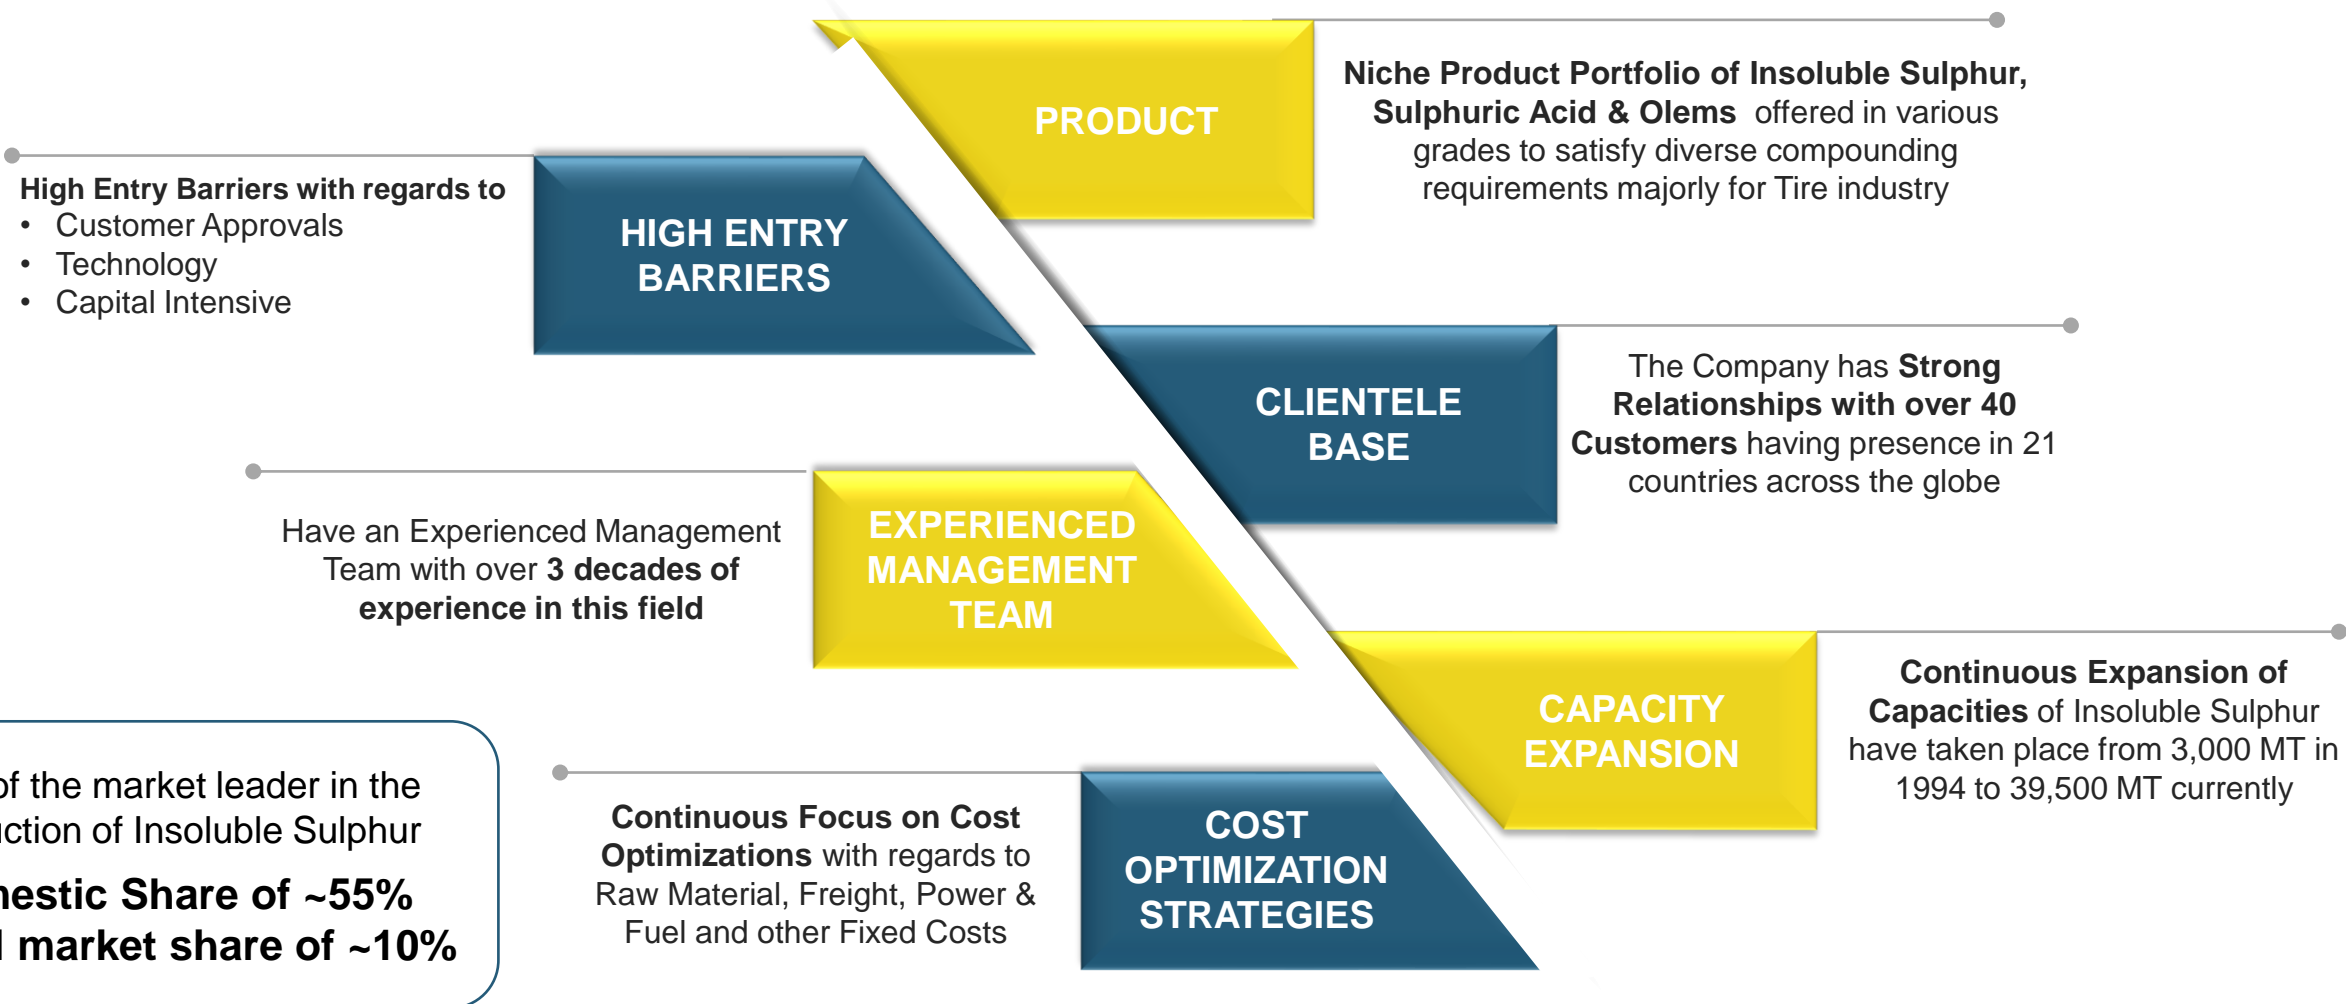 PRODUCT
Niche Product Portfolio of Insoluble Sulphur,
Sulphuric Acid & Olems offered in various
grades to satisfy diverse compounding
requirements majorly for Tire industry
High Entry Barriers with regards to
• Customer Approvals
• Technology
• Capital Intensive
HIGH ENTRY
BARRIERS
CLIENTELE
BASE
The Company has Strong
Relationships with over 40
Customers having presence in 21
countries across the globe
Have an Experienced Management
Team with over 3 decades of
experience in this field
EXPERIENCED
MANAGEMENT
TEAM
CAPACITY
EXPANSION
Continuous Expansion of
Capacities of Insoluble Sulphur
have taken place from 3,000 MT in
1994 to 39,500 MT currently
of the market leader in the
uction of Insoluble Sulphur
nestic Share of ~55%
market share of ~10%
Continuous Focus on Cost
Optimizations with regards to
Raw Material, Freight, Power &
Fuel and other Fixed Costs
COST
OPTIMIZATION
STRATEGIES